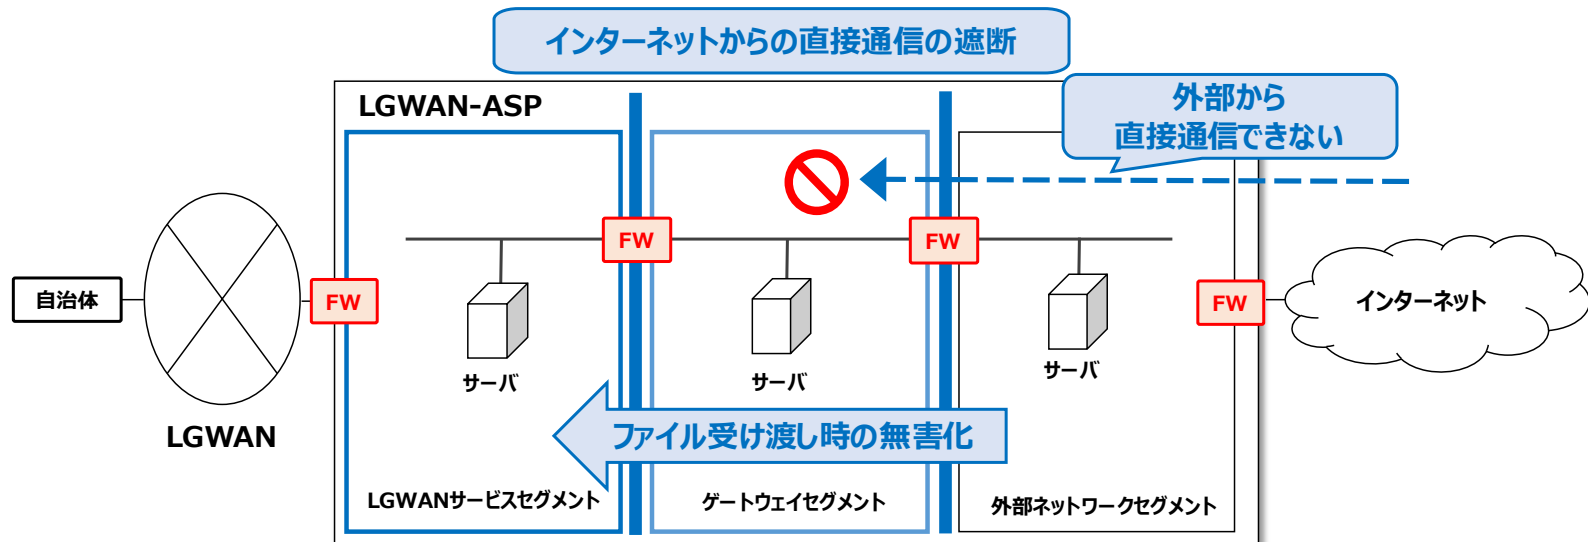 インターネットからの直接通信の遮断
LGWAN-ASP
外部から
直接通信できない
FW
FW
自治体
FW
FW
インターネット
サーバ
サーバ
サーバ
LGWAN
ファイル受け渡し時の無害化
LGWANサービスセグメント
ゲートウェイセグメント
外部ネットワークセグメント